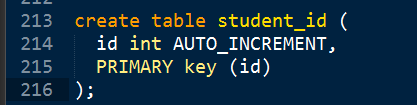 213 create table student_id (
214   id int AUTO_INCREMENT,
215   PRIMARY key (id)
216 );